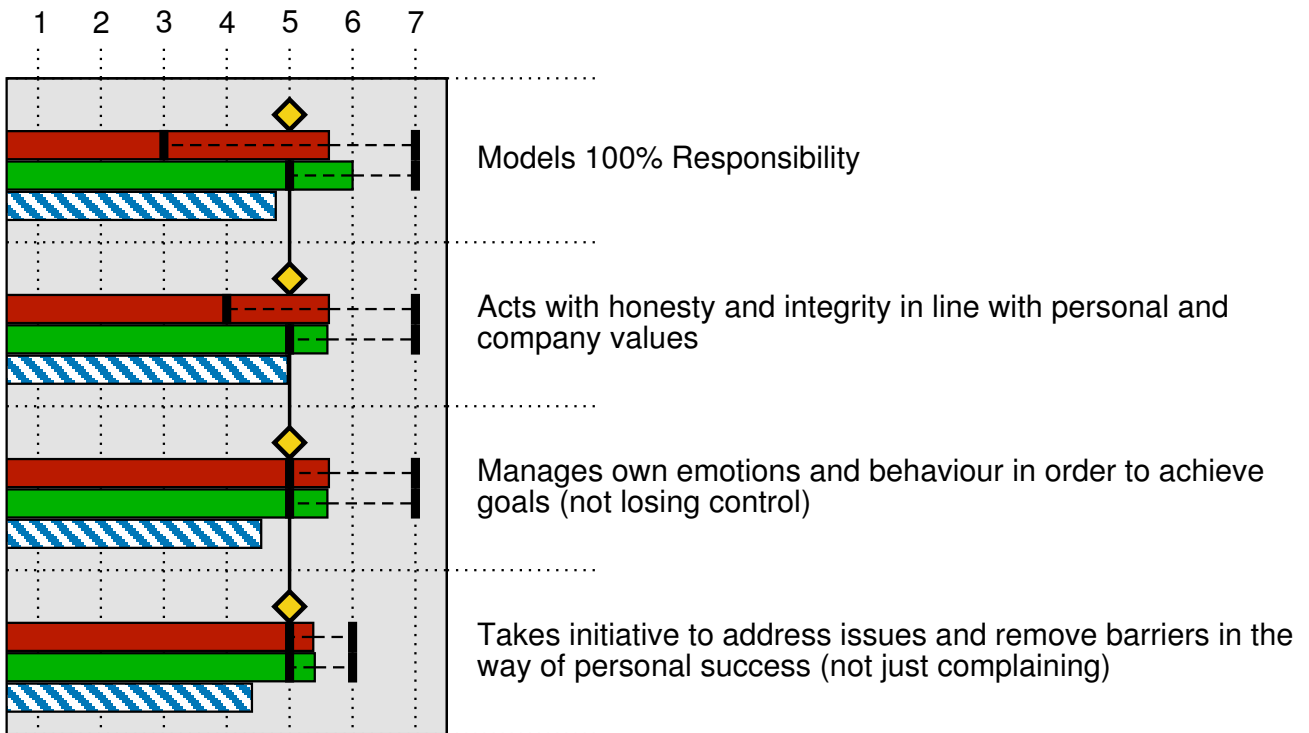 1 2 3 4 5 6 7
Models 100% Responsibility
Acts with honesty and integrity in line with personal and
company values
Manages own emotions and behaviour in order to achieve
goals (not losing control)
Takes initiative to address issues and remove barriers in the
way of personal success (not just complaining)